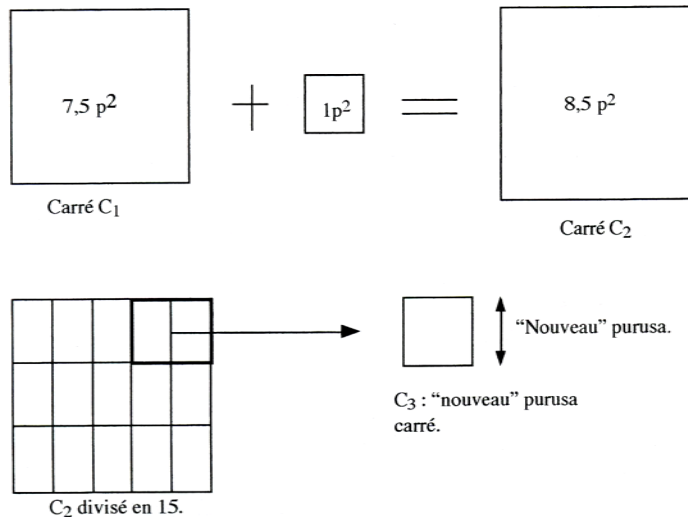 7,5 p²
+
1p²
=
8,5 p²
Carré C₁
Carré C₂
“Nouveau” purusa.
C₃ : “nouveau” purusa
carré.
C₂ divisé en 15.